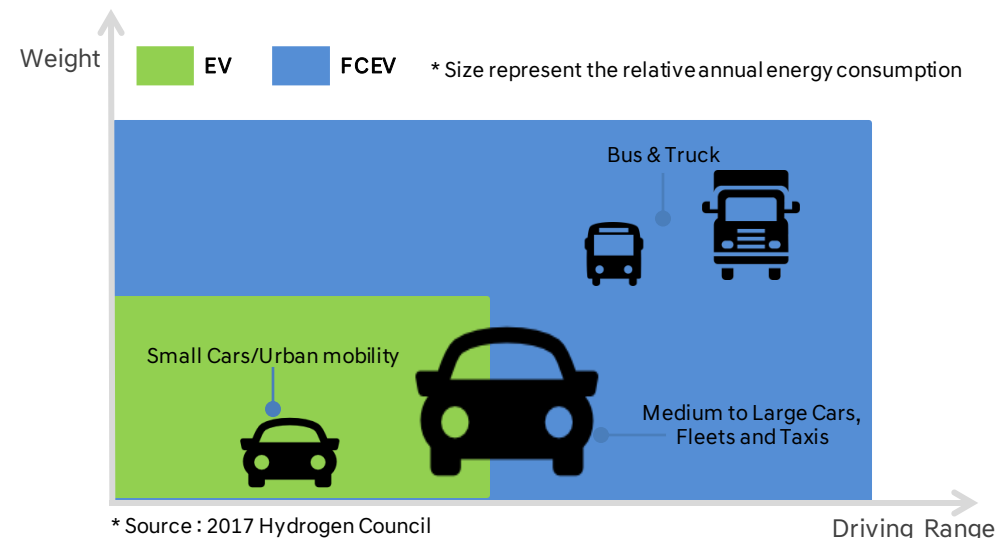 Weight
EV
FCEV
* Size represent the relative annual energy consumption
Bus & Truck
Small Cars/Urban mobility
Medium to Large Cars,
Fleets and Taxis
* Source : 2017 Hydrogen Council
Driving Range